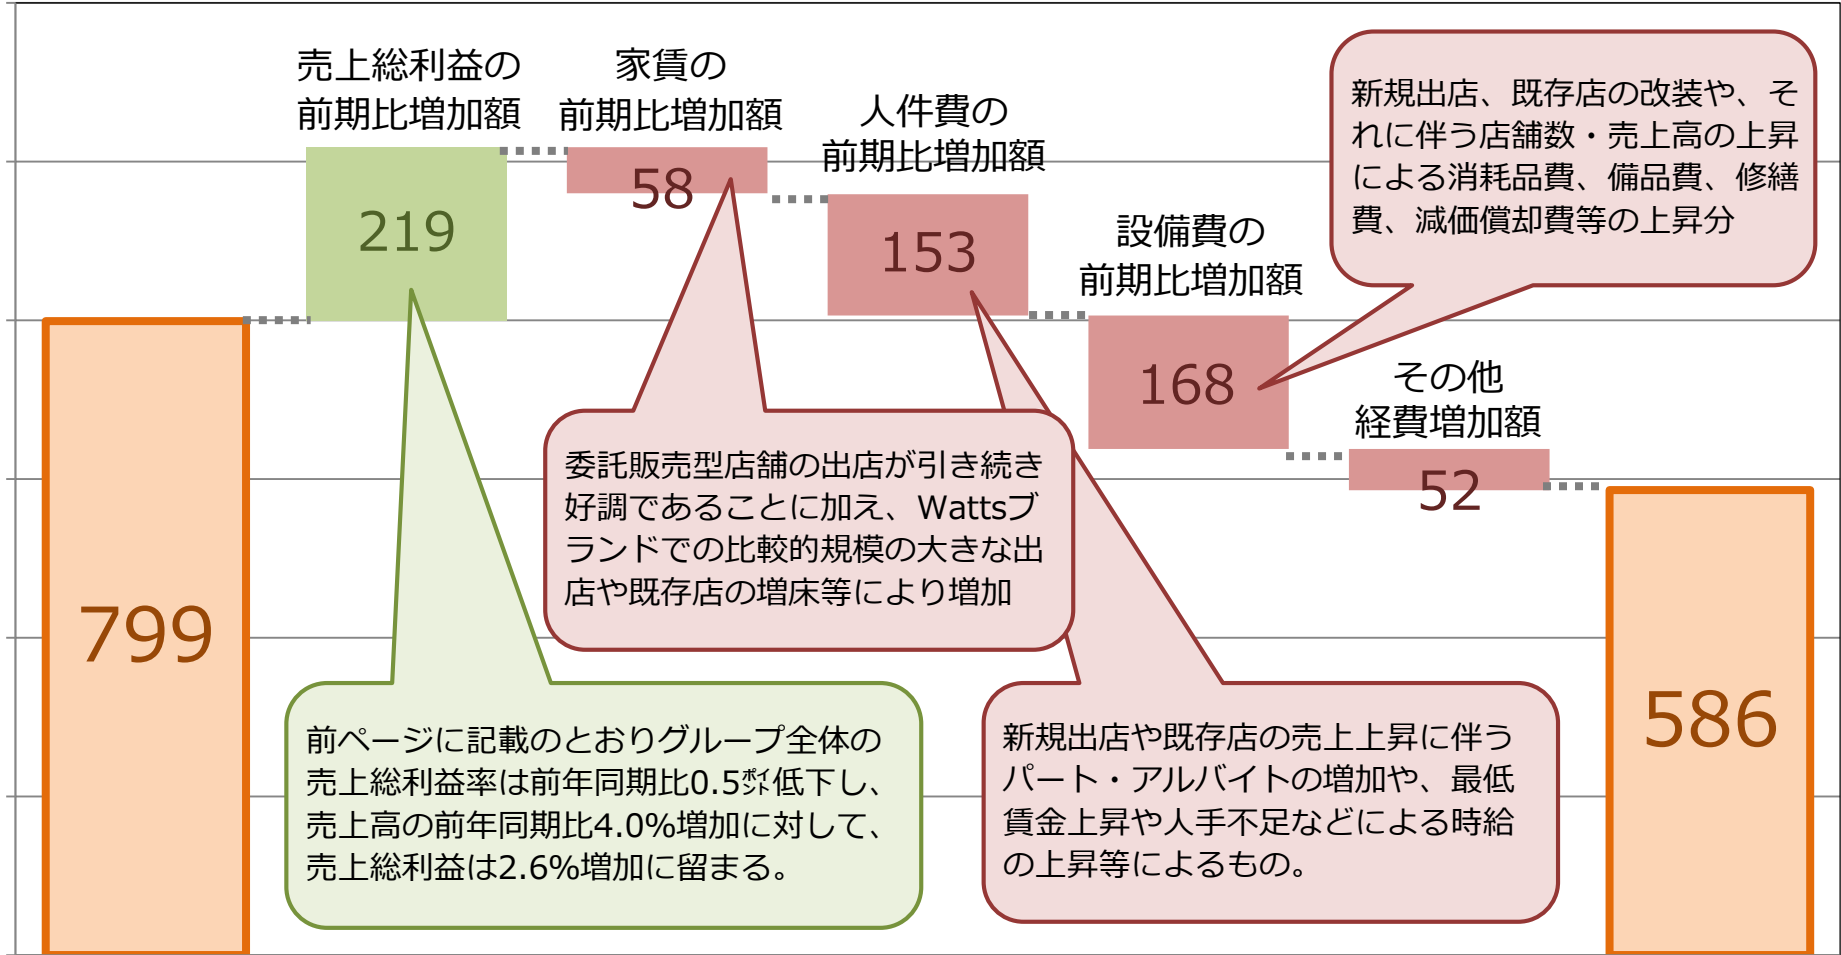 売上総利益の
前期比増加額
家賃の
前期比増加額
人件費の
前期比増加額
設備費の
前期比増加額
その他
経費増加額
799
219
58
153
168
52
586
新規出店、既存店の改装や、そ
れに伴う店舗数・売上高の上昇
による消耗品費、備品費、修繕
費、減価償却費等の上昇分
委託販売型店舗の出店が引き続き
好調であることに加え、Wattsブ
ランドでの比較的規模の大きな出
店や既存店の増床等により増加
前ページに記載のとおりグループ全体の
売上総利益率は前年同期比0.5㌽低下し、
売上高の前年同期比4.0%増加に対して、
売上総利益は2.6%増加に留まる。
新規出店や既存店の売上上昇に伴う
パート・アルバイトの増加や、最低
賃金上昇や人手不足などによる時給
の上昇等によるもの。